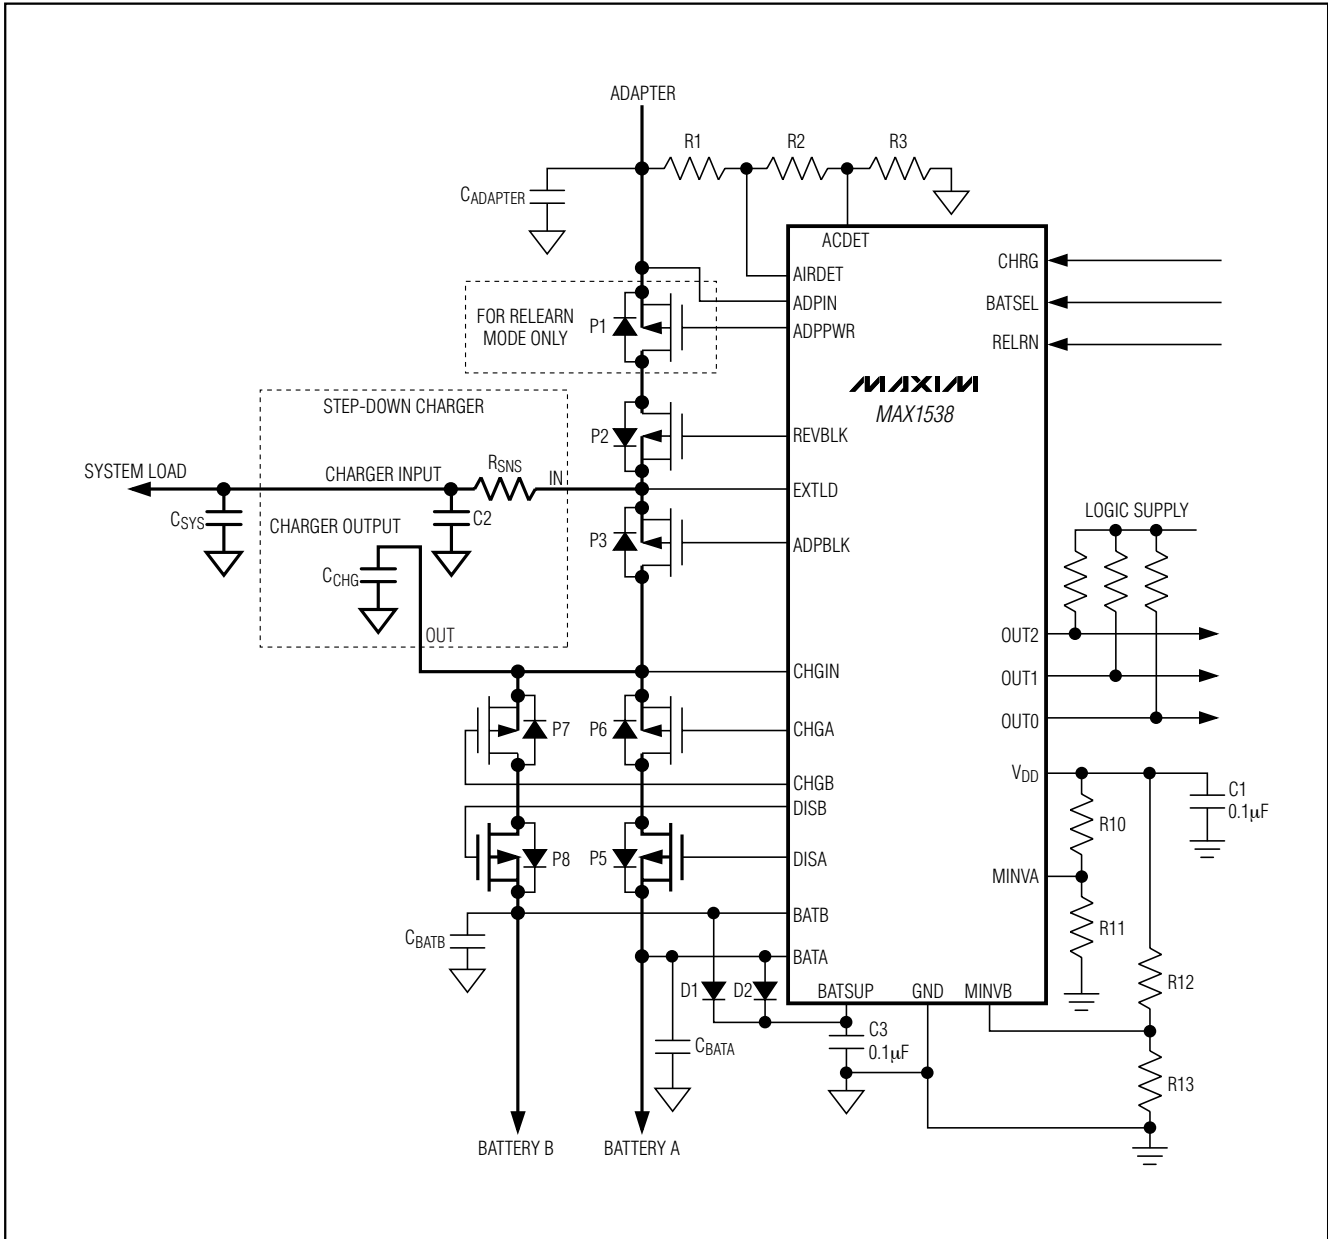 ADAPTER
R1
R2
R3
CADAPTER
ACDET
AIRDET
CHRG
ADPIN
BATSEL
FOR RELEARN
MODE ONLY
P1
ADPPWR
RELRN
MAXIM
MAX1538
STEP-DOWN CHARGER
P2
REVBLK
SYSTEM LOAD
CHARGER INPUT
RSNS
IN
EXTLD
CSYS
CHARGER OUTPUT
C2
P3
ADPBLK
LOGIC SUPPLY
CCHG
OUT
OUT2
CHGIN
OUT1
OUT0
P7
P6
CHGA
VDD
CHGB
C1
0.1µF
DISB
R10
P8
P5
DISA
MINVA
BATB
R11
CBATB
BATA
D1
D2
BATSUP
GND
MINVB
R12
C3
0.1µF
CBATA
R13
BATTERY B
BATTERY A